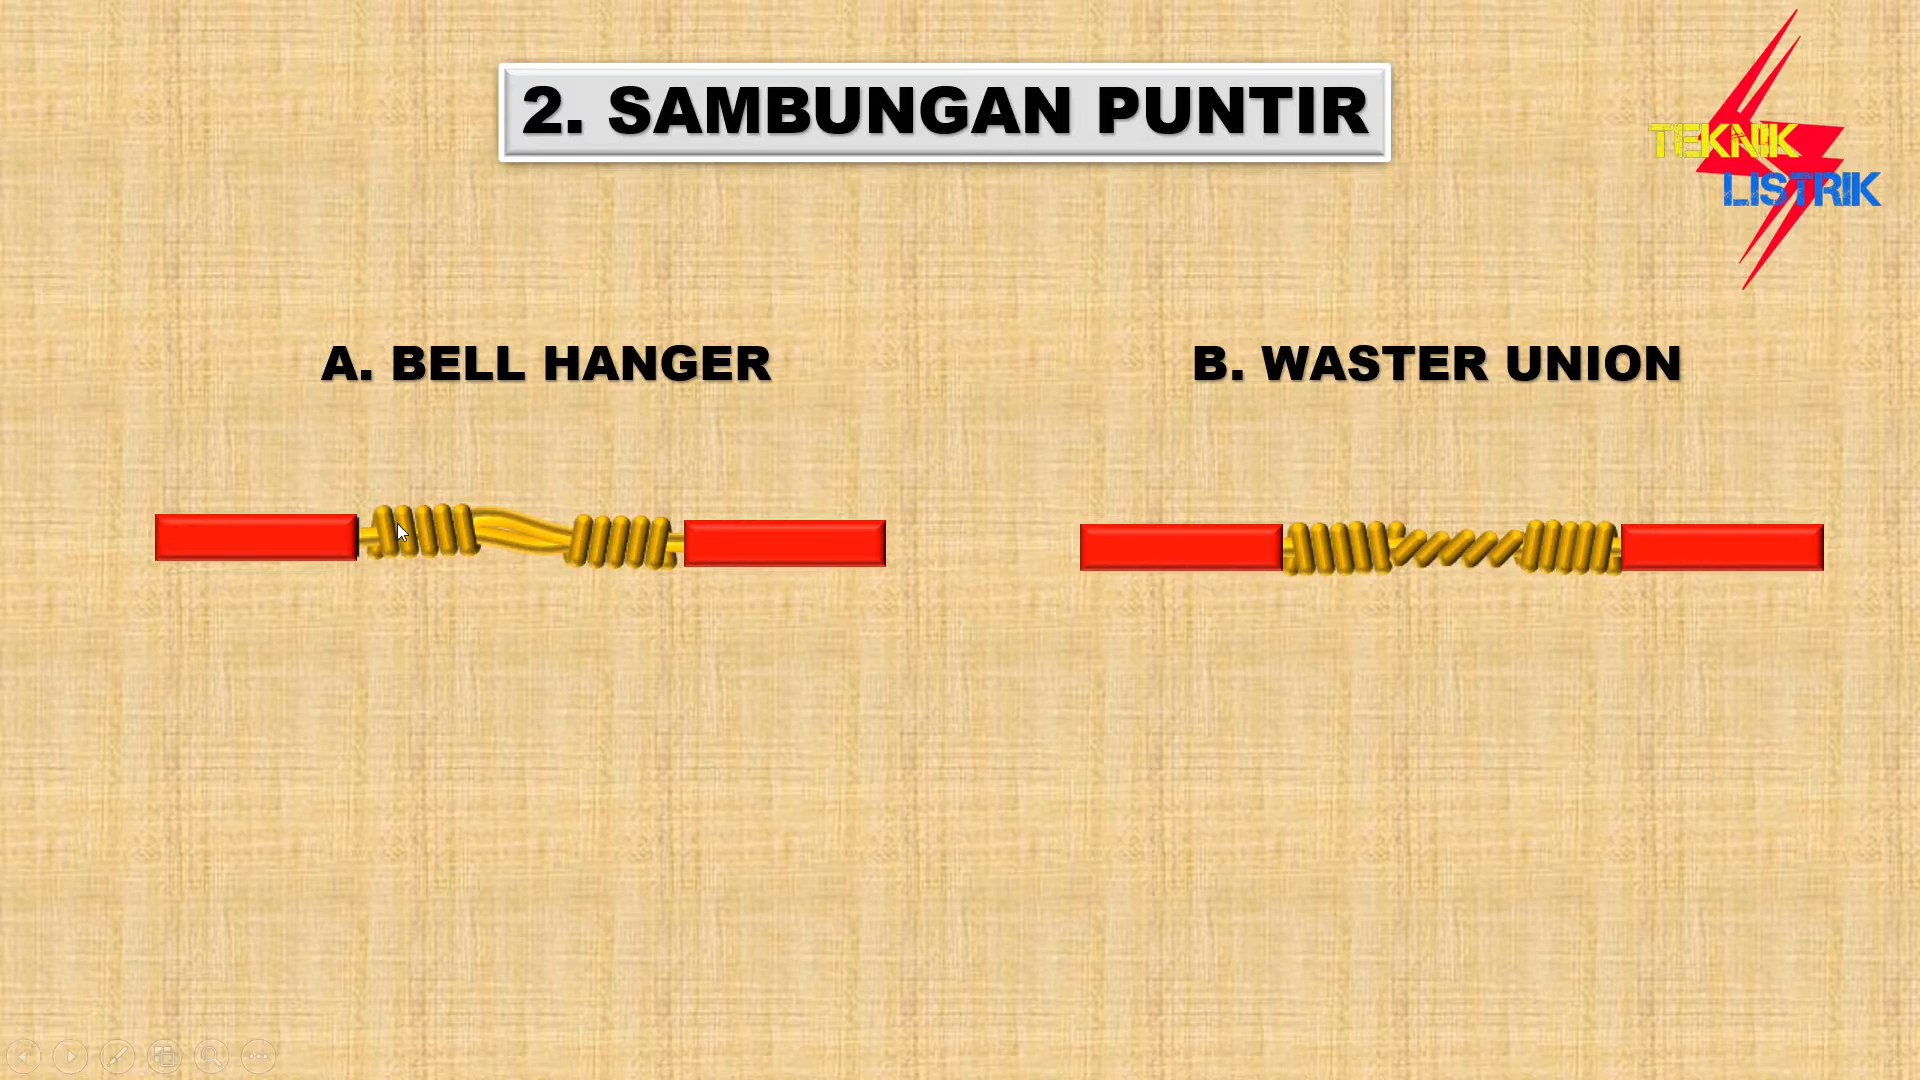 2. SAMBUNGAN PUNTIR
TEKNIK
LISTRIK
A. BELL HANGER
B. WASTER UNION